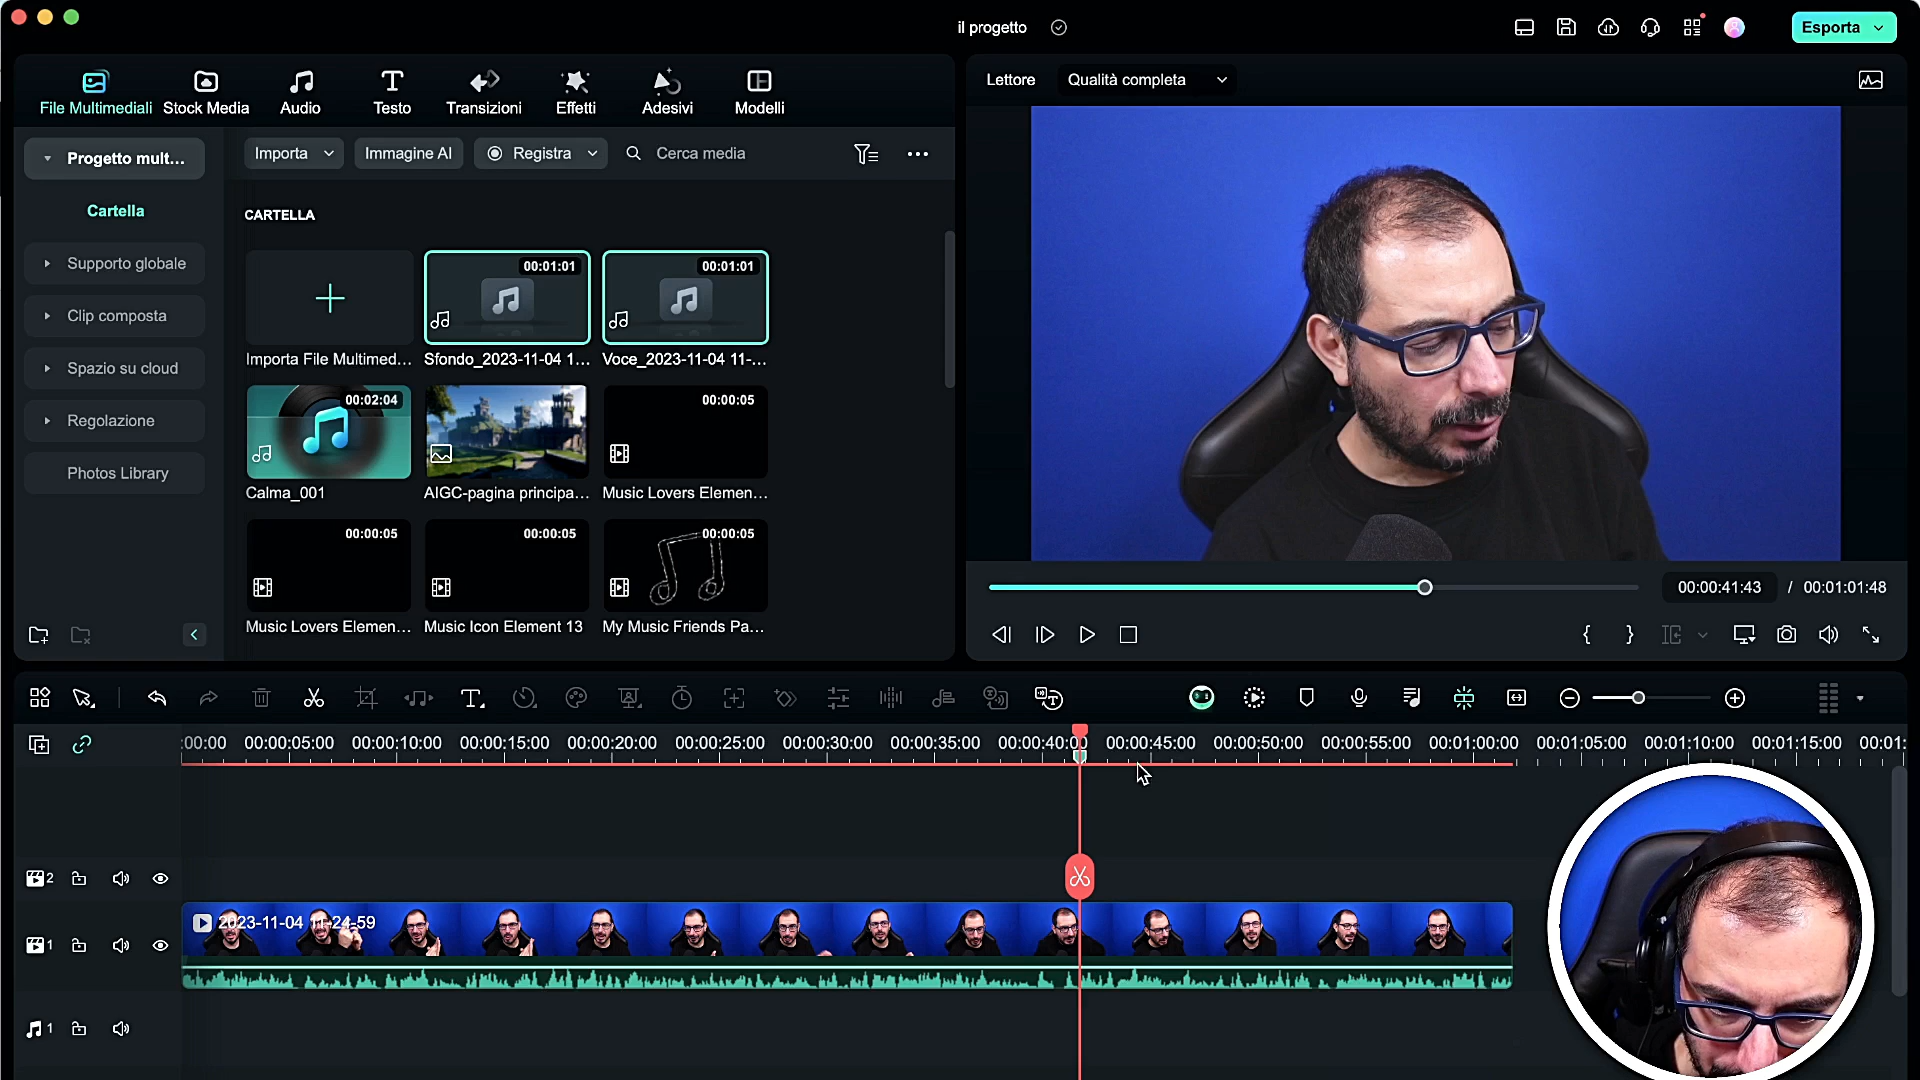 il progetto
Esporta
File Multimediali
Stock Media
Audio
Testo
Transizioni
Effetti
Adesivi
Modelli
Lettore
Qualità completa
Progetto mult...
Importa
Immagine AI
Registra
Cerca media
Cartella
CARTELLA
Supporto globale
Clip composta
Spazio su cloud
Regolazione
Photos Library
00:01:01
00:01:01
Importa File Multimed...
Sfondo_2023-11-04 1...
Voce_2023-11-04 11-...
00:02:04
00:00:05
Calma_001
AIGC-pagina principa...
Music Lovers Elemen...
00:00:05
00:00:05
00:00:05
Music Lovers Elemen...
Music Icon Element 13
My Music Friends Pa...
00:00:41:43 / 00:01:01:48
:00:00 00:00:05:00 00:00:10:00 00:00:15:00 00:00:20:00 00:00:25:00 00:00:30:00 00:00:35:00 00:00:40:00 00:00:45:00 00:00:50:00 00:00:55:00 00:01:00:00 00:01:05:00 00:01:10:00 00:01:15:00 00:01:
2
2023-11-04 11-24-59
1
1